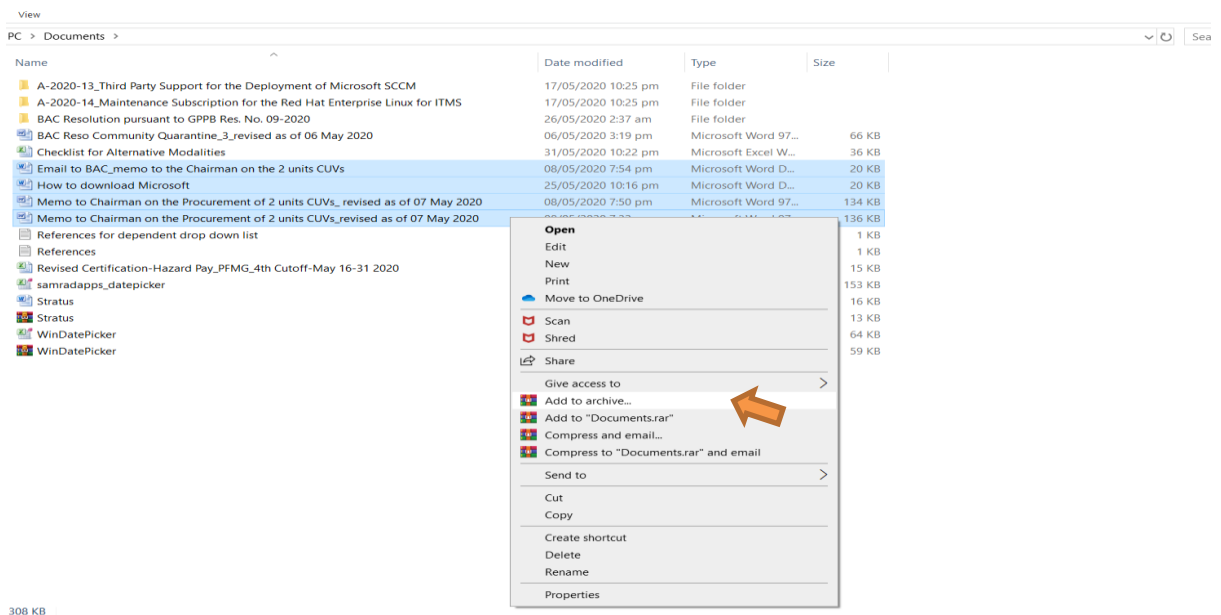 View
PC > Documents >
Sea
Name Date modified Type Size
A-2020-13_Third Party Support for the Deployment of Microsoft SCCM 17/05/2020 10:25 pm File folder
A-2020-14_Maintenance Subscription for the Red Hat Enterprise Linux for ITMS 17/05/2020 10:25 pm File folder
BAC Resolution pursuant to GPPB Res. No. 09-2020 26/05/2020 2:37 am File folder
BAC Reso Community Quarantine_3_revised as of 06 May 2020 06/05/2020 3:19 pm Microsoft Word 97... 66 KB
Checklist for Alternative Modalities 31/05/2020 10:22 pm Microsoft Excel W... 36 KB
Email to BAC_memo to the Chairman on the 2 units CUVs 08/05/2020 7:54 pm Microsoft Word D... 20 KB
How to download Microsoft 25/05/2020 10:16 pm Microsoft Word D... 20 KB
Memo to Chairman on the Procurement of 2 units CUVs_ revised as of 07 May 2020 08/05/2020 7:50 pm Microsoft Word 97... 134 KB
Memo to Chairman on the Procurement of 2 units CUVs_revised as of 07 May 2020 136 KB
References for dependent drop down list 1 KB
References 1 KB
Revised Certification-Hazard Pay_PFMG_4th Cutoff-May 16-31 2020 15 KB
samradapps_datepicker 153 KB
Stratus 16 KB
Stratus 13 KB
WinDatePicker 64 KB
WinDatePicker 59 KB
Open
Edit
New
Print
Move to OneDrive
Scan
Shred
Share
Give access to
Add to archive...
Add to "Documents.rar"
Compress and email...
Compress to "Documents.rar" and email
Send to
Cut
Copy
Create shortcut
Delete
Rename
Properties
308 KB